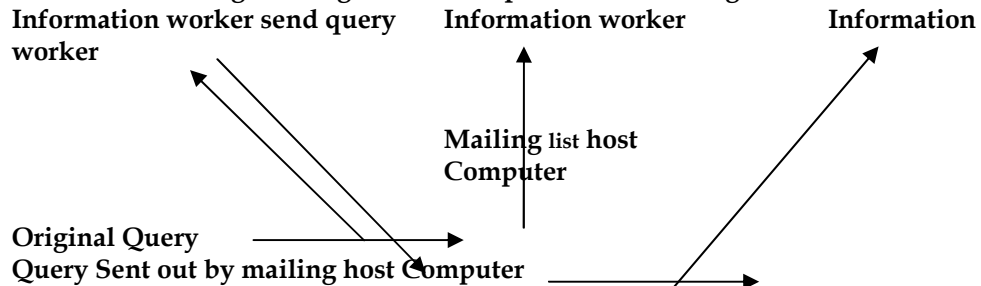 Information worker send query Information worker Information
worker
Mailing list host
Computer
Original Query
Query Sent out by mailing host Computer